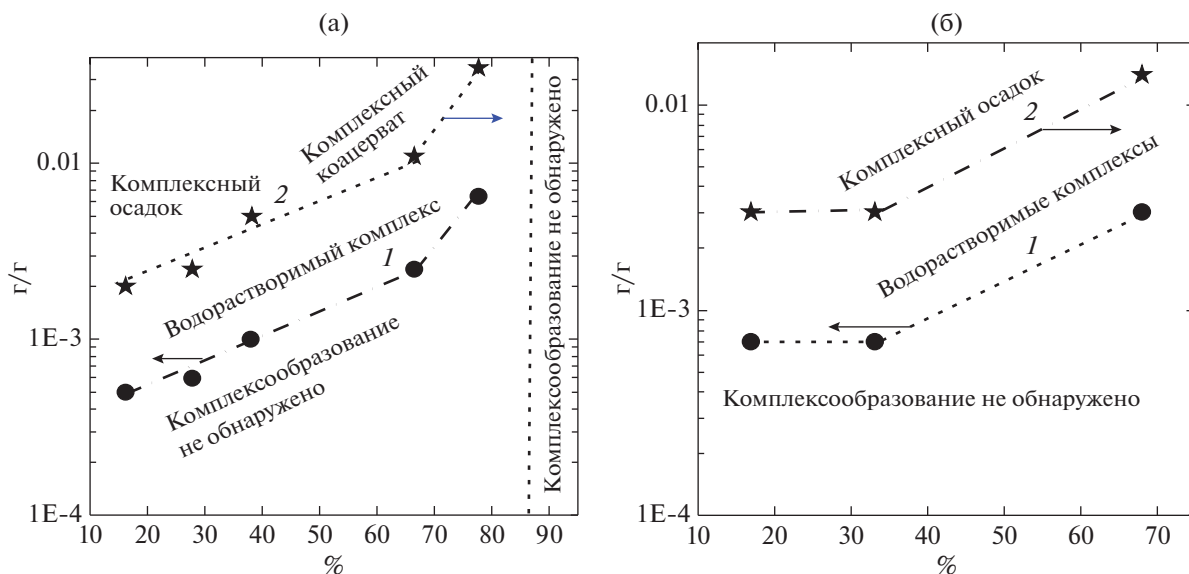 (а)
г/г
0.01
1E-3
1E-4
10 20 30 40 50 60 70 80 90
%
Комплексный
осадок
2
Комплексный
коацерват
Водорастворимый комплекс
1
Комплексообразование
не обнаружено
Комплексообразование не обнаружено
(б)
г/г
0.01
1E-3
1E-4
10 20 30 40 50 60 70
%
Комплексный осадок
2
Водорастворимые комплексы
1
Комплексообразование не обнаружено